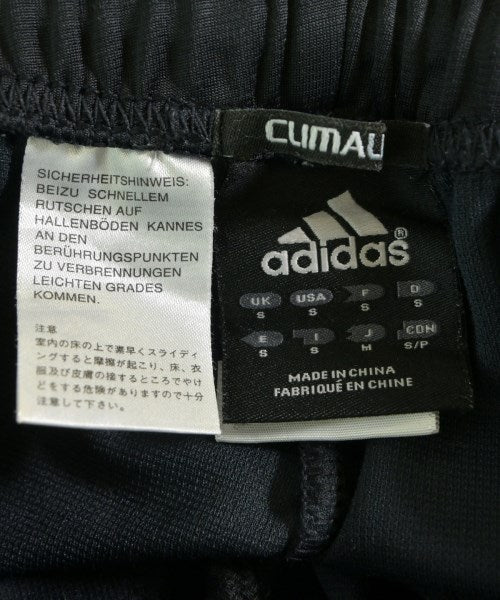 CLIMAL
SICHERHEITSHINWEIS:
BEIZU SCHNELLEM
RUTSCHEN AUF
HALLENBÖDEN KANNES
AN DEN
BERÜHRUNGSPUNKTEN
ZU VERBRENNUNGEN
LEICHTEN GRADES
KOMMEN.
注意
室内の床の上で素早くスライディ
ングすると摩擦が起こり、床、衣
服及び皮膚の接するところでやけ
どをする危険がありますので十分
注意して下さい。
adidas®
UK USA F D
S S S S
E I J CDN
S S M S/P
MADE IN CHINA
FABRIQUÉ EN CHINE